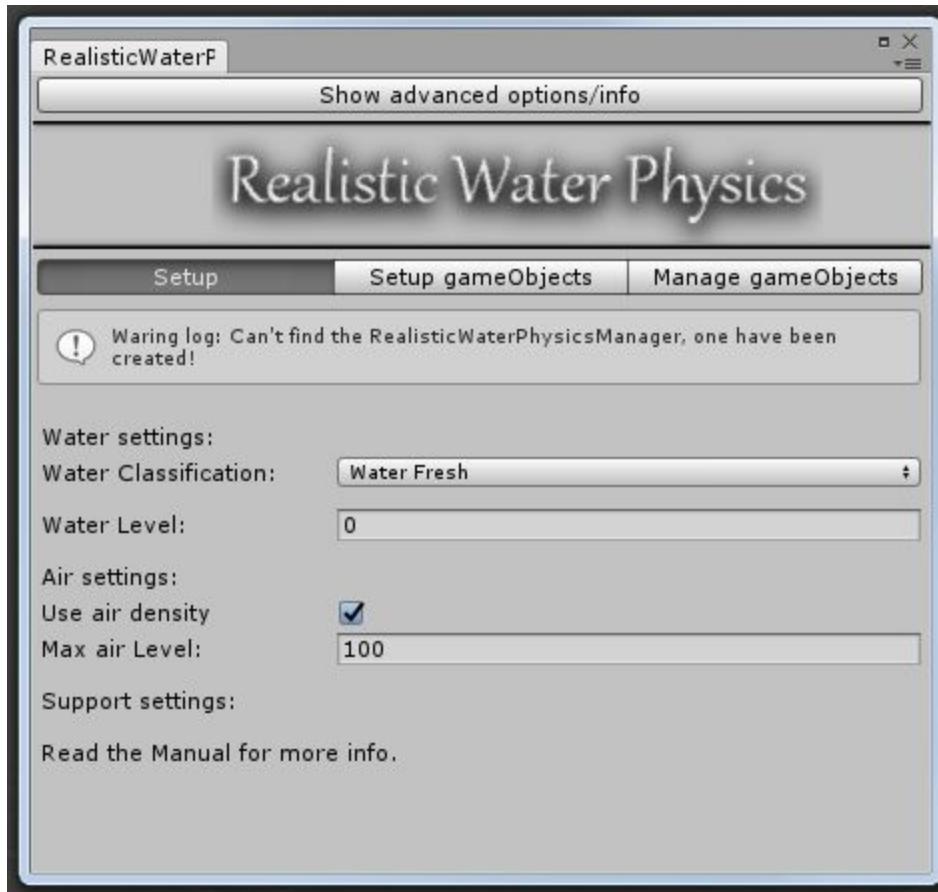 RealisticWaterP
Show advanced options/info
Realistic Water Physics
Setup
Setup gameObjects
Manage gameObjects
Waring log: Can't find the RealisticWaterPhysicsManager, one have been
created!
Water settings:
Water Classification:
Water Fresh
Water Level:
0
Air settings:
Use air density
Max air Level:
100
Support settings:
Read the Manual for more info.